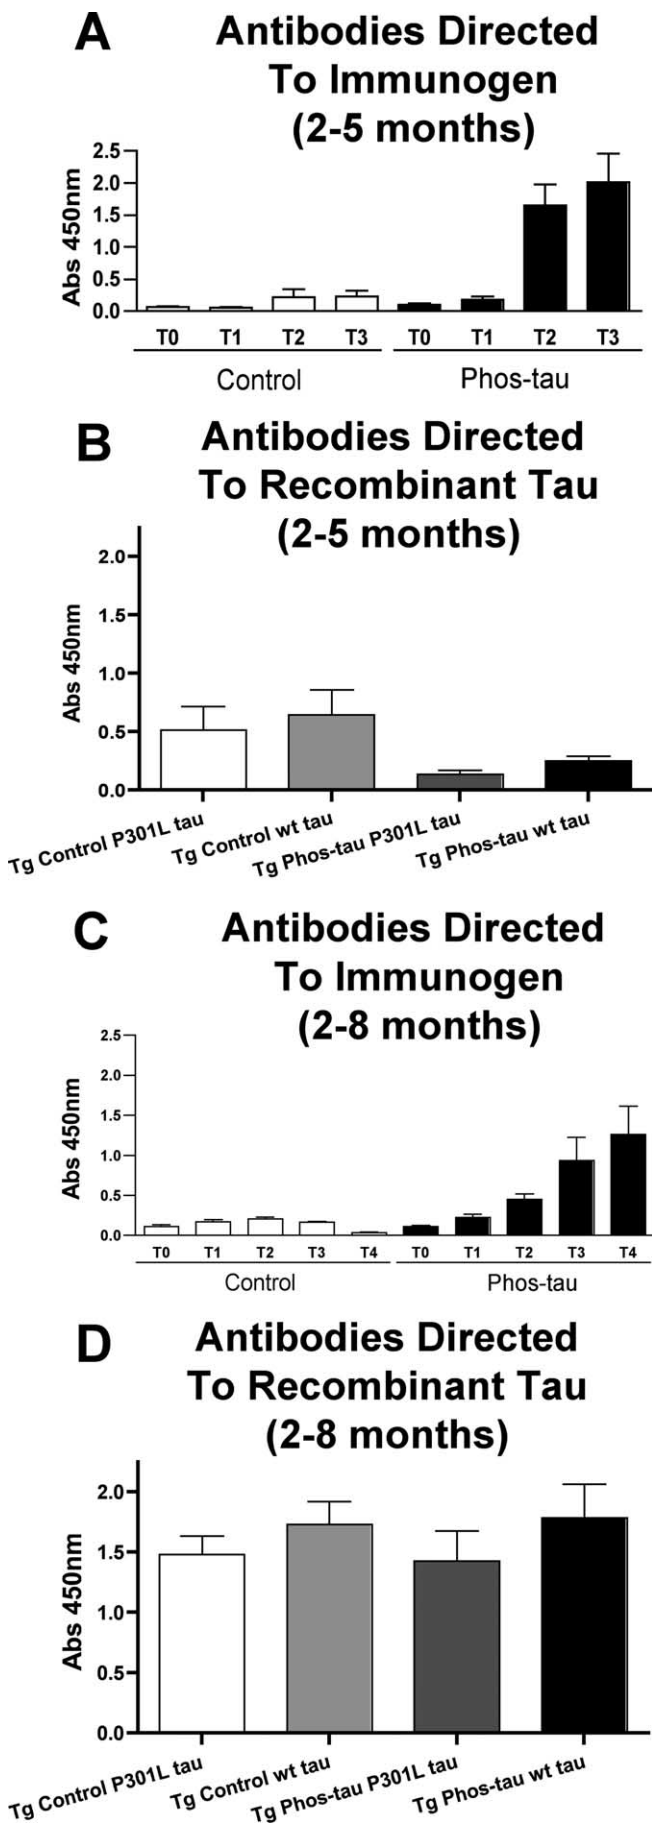 A
Antibodies Directed
To Immunogen
(2-5 months)
Abs 450nm
2.5
2.0
1.5
1.0
0.5
0.0
T0 T1 T2 T3 T0 T1 T2 T3
Control Phos-tau
B
Antibodies Directed
To Recombinant Tau
(2-5 months)
Abs 450nm
2.0
1.5
1.0
0.5
0.0
Tg Control P301L tau
Tg Control wt tau
Tg Phos-tau P301L tau
Tg Phos-tau wt tau
C
Antibodies Directed
To Immunogen
(2-8 months)
Abs 450nm
2.5
2.0
1.5
1.0
0.5
0.0
T0 T1 T2 T3 T4 T0 T1 T2 T3 T4
Control Phos-tau
D
Antibodies Directed
To Recombinant Tau
(2-8 months)
Abs 450nm
2.0
1.5
1.0
0.5
0.0
Tg Control P301L tau
Tg Control wt tau
Tg Phos-tau P301L tau
Tg Phos-tau wt tau